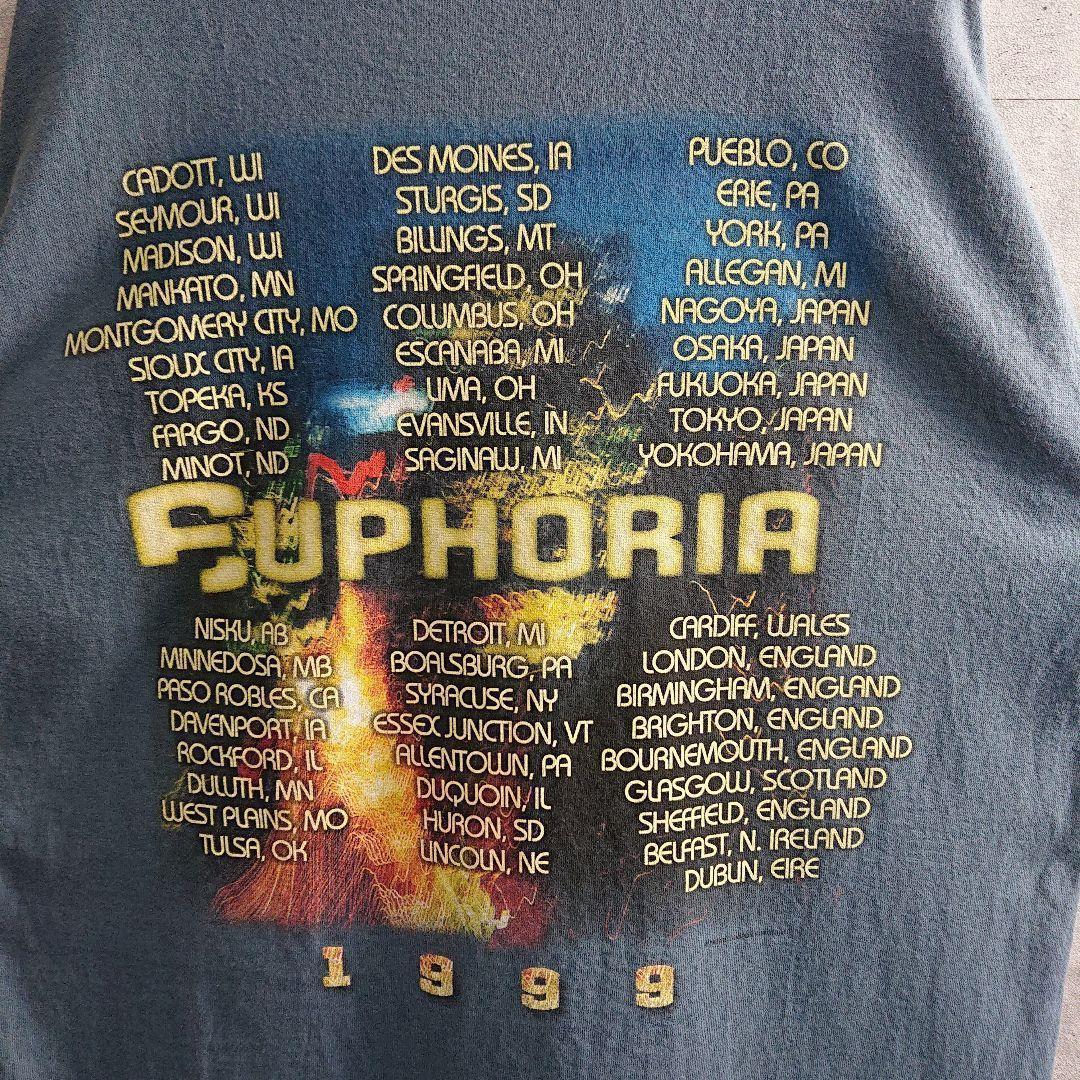 CADOTT, WI
SEYMOUR, WI
MADISON, WI
MANKATO, MN
MONTGOMERY CITY, MO
SIOUX CITY, IA
TOPEKA, KS
FARGO, ND
MINOT, ND
DES MOINES, IA
STURGIS, SD
BILLINGS, MT
SPRINGFIELD, OH
COLUMBUS, OH
ESCANABA, MI
LIMA, OH
EVANSVILLE, IN
SAGINAW, MI
PUEBLO, CO
ERIE, PA
YORK, PA
ALLEGAN, MI
NAGOYA, JAPAN
OSAKA, JAPAN
FUKUOKA, JAPAN
TOKYO, JAPAN
YOKOHAMA, JAPAN
EUPHORIA
NISKU, AB
MINNEDOSA, MB
PASO ROBLES, CA
DAVENPORT, IA
ROCKFORD, IL
DULUTH, MN
WEST PLAINS, MO
TULSA, OK
DETROIT, MI
BOALSBURG, PA
SYRACUSE, NY
ESSEX JUNCTION, VT
ALLENTOWN, PA
DUQUOIN, IL
HURON, SD
LINCOLN, NE
CARDIFF, WALES
LONDON, ENGLAND
BIRMINGHAM, ENGLAND
BRIGHTON, ENGLAND
BOURNEMOUTH, ENGLAND
GLASGOW, SCOTLAND
SHEFFIELD, ENGLAND
BELFAST, N. IRELAND
DUBLIN, EIRE
1999